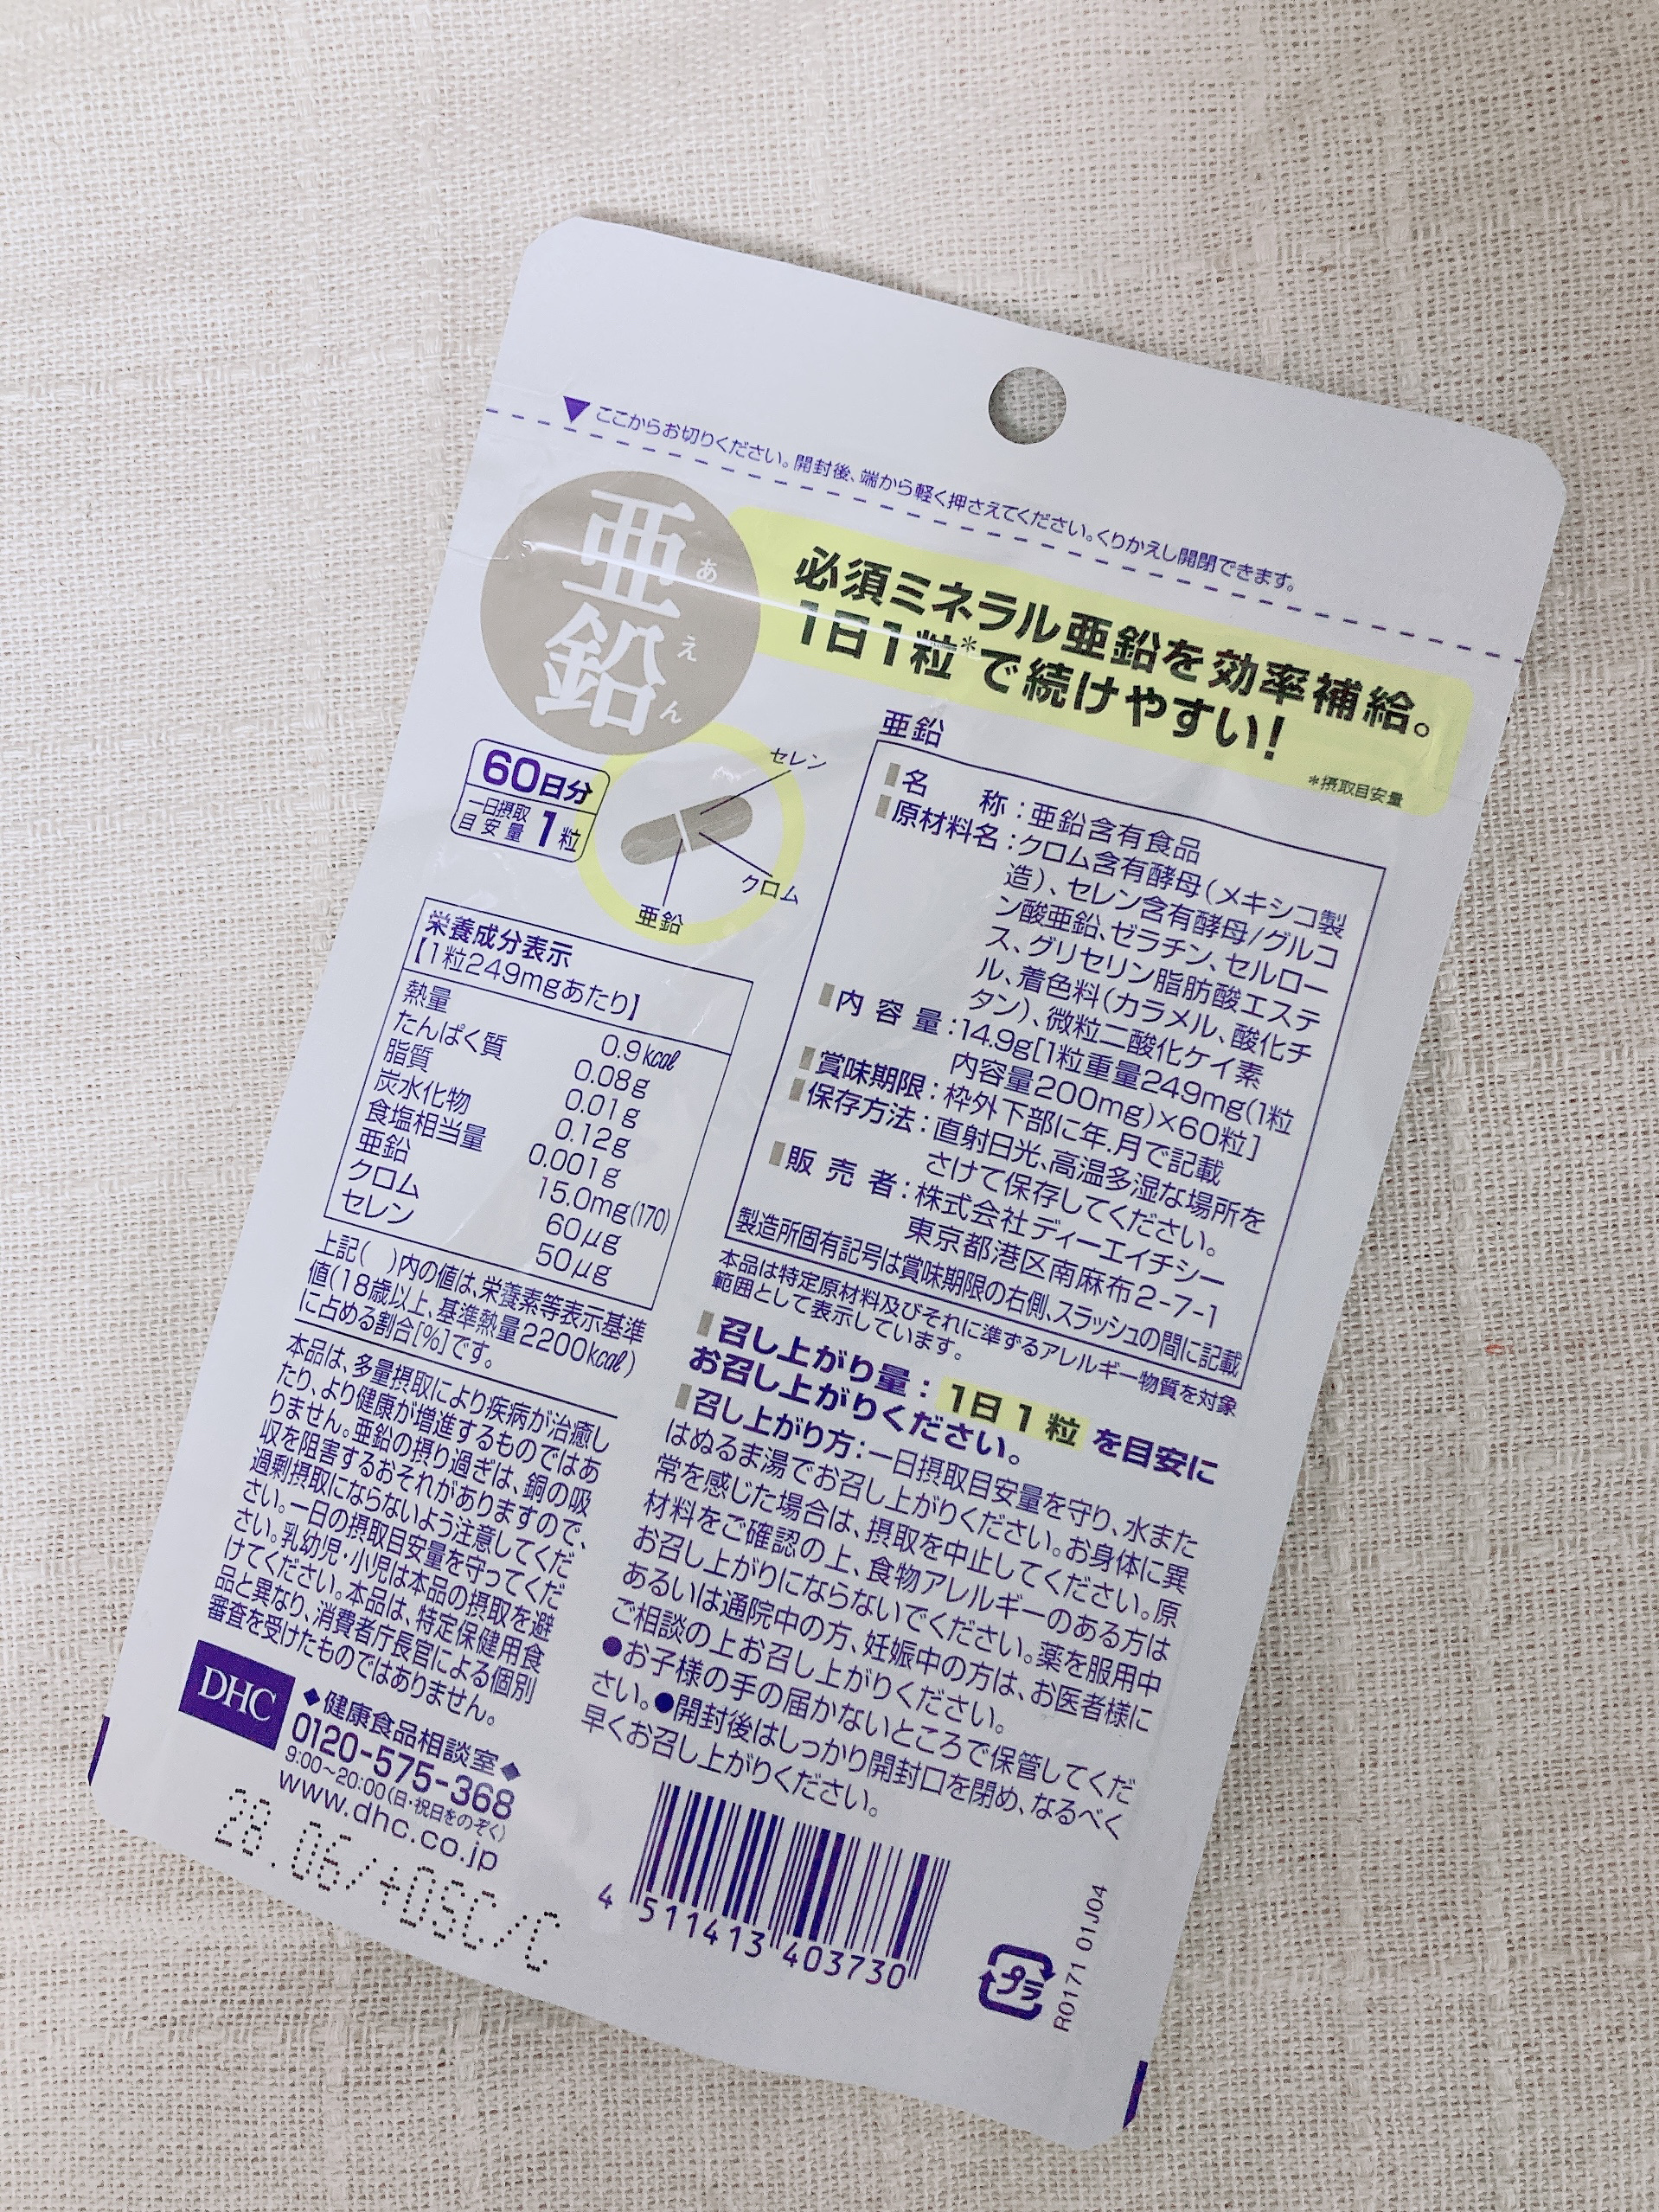 ▼ここからお切りください。開封後、端から軽く押さえてください。くりかえし開閉できます。
亜鉛
あえん
必須ミネラル亜鉛を効率補給。
1日1粒*で続けやすい!
*摂取目安量
60日分
一日摂取
目安量 1粒
セレン
クロム
亜鉛
栄養成分表示
【1粒249mgあたり】
熱量 0.9kcal
たんぱく質 0.08g
脂質 0.01g
炭水化物 0.12g
食塩相当量 0.001g
亜鉛 15.0mg(170)
クロム 60μg
セレン 50μg
上記( )内の値は、栄養素等表示基準
値(18歳以上、基準熱量2200kcal)
に占める割合[%]です。
本品は、多量摂取により疾病が治癒し
たり、より健康が増進するものではあ
りません。亜鉛の摂り過ぎは、銅の吸
収を阻害するおそれがありますので、
過剰摂取にならないよう注意してくだ
さい。一日の摂取目安量を守ってくだ
さい。乳幼児・小児は本品の摂取を避
けてください。本品は、特定保健用食
品と異なり、消費者庁長官による個別
審査を受けたものではありません。
DHC
◆健康食品相談室◆
0120-575-368
9:00~20:00(日・祝日をのぞく)
www.dhc.co.jp
28.06/+DSC/C
亜鉛
名称:亜鉛含有食品
原材料名:クロム含有酵母(メキシコ製
造)、セレン含有酵母/グルコ
ン酸亜鉛、ゼラチン、セルロー
ス、グリセリン脂肪酸エステ
ル、着色料(カラメル、酸化チ
タン)、微粒二酸化ケイ素
内容量:14.9g[1粒重量249mg(1粒
内容量200mg)×60粒]
賞味期限:枠外下部に年.月で記載
保存方法:直射日光、高温多湿な場所を
さけて保存してください。
販売者:株式会社ディーエイチシー
東京都港区南麻布2-7-1
製造所固有記号は賞味期限の右側、スラッシュの間に記載
本品は特定原材料及びそれに準ずるアレルギー物質を対象
範囲として表示しています。
召し上がり量:1日1粒を目安に
お召し上がりください。
召し上がり方:一日摂取目安量を守り、水また
はぬるま湯でお召し上がりください。お身体に異
常を感じた場合は、摂取を中止してください。原
材料をご確認の上、食物アレルギーのある方は
お召し上がりにならないでください。薬を服用中
あるいは通院中の方、妊娠中の方は、お医者様に
ご相談の上お召し上がりください。
●お子様の手の届かないところで保管してくだ
さい。●開封後はしっかり開封口を閉め、なるべく
早くお召し上がりください。
4 511413 403730
プラ
R0171 01J04